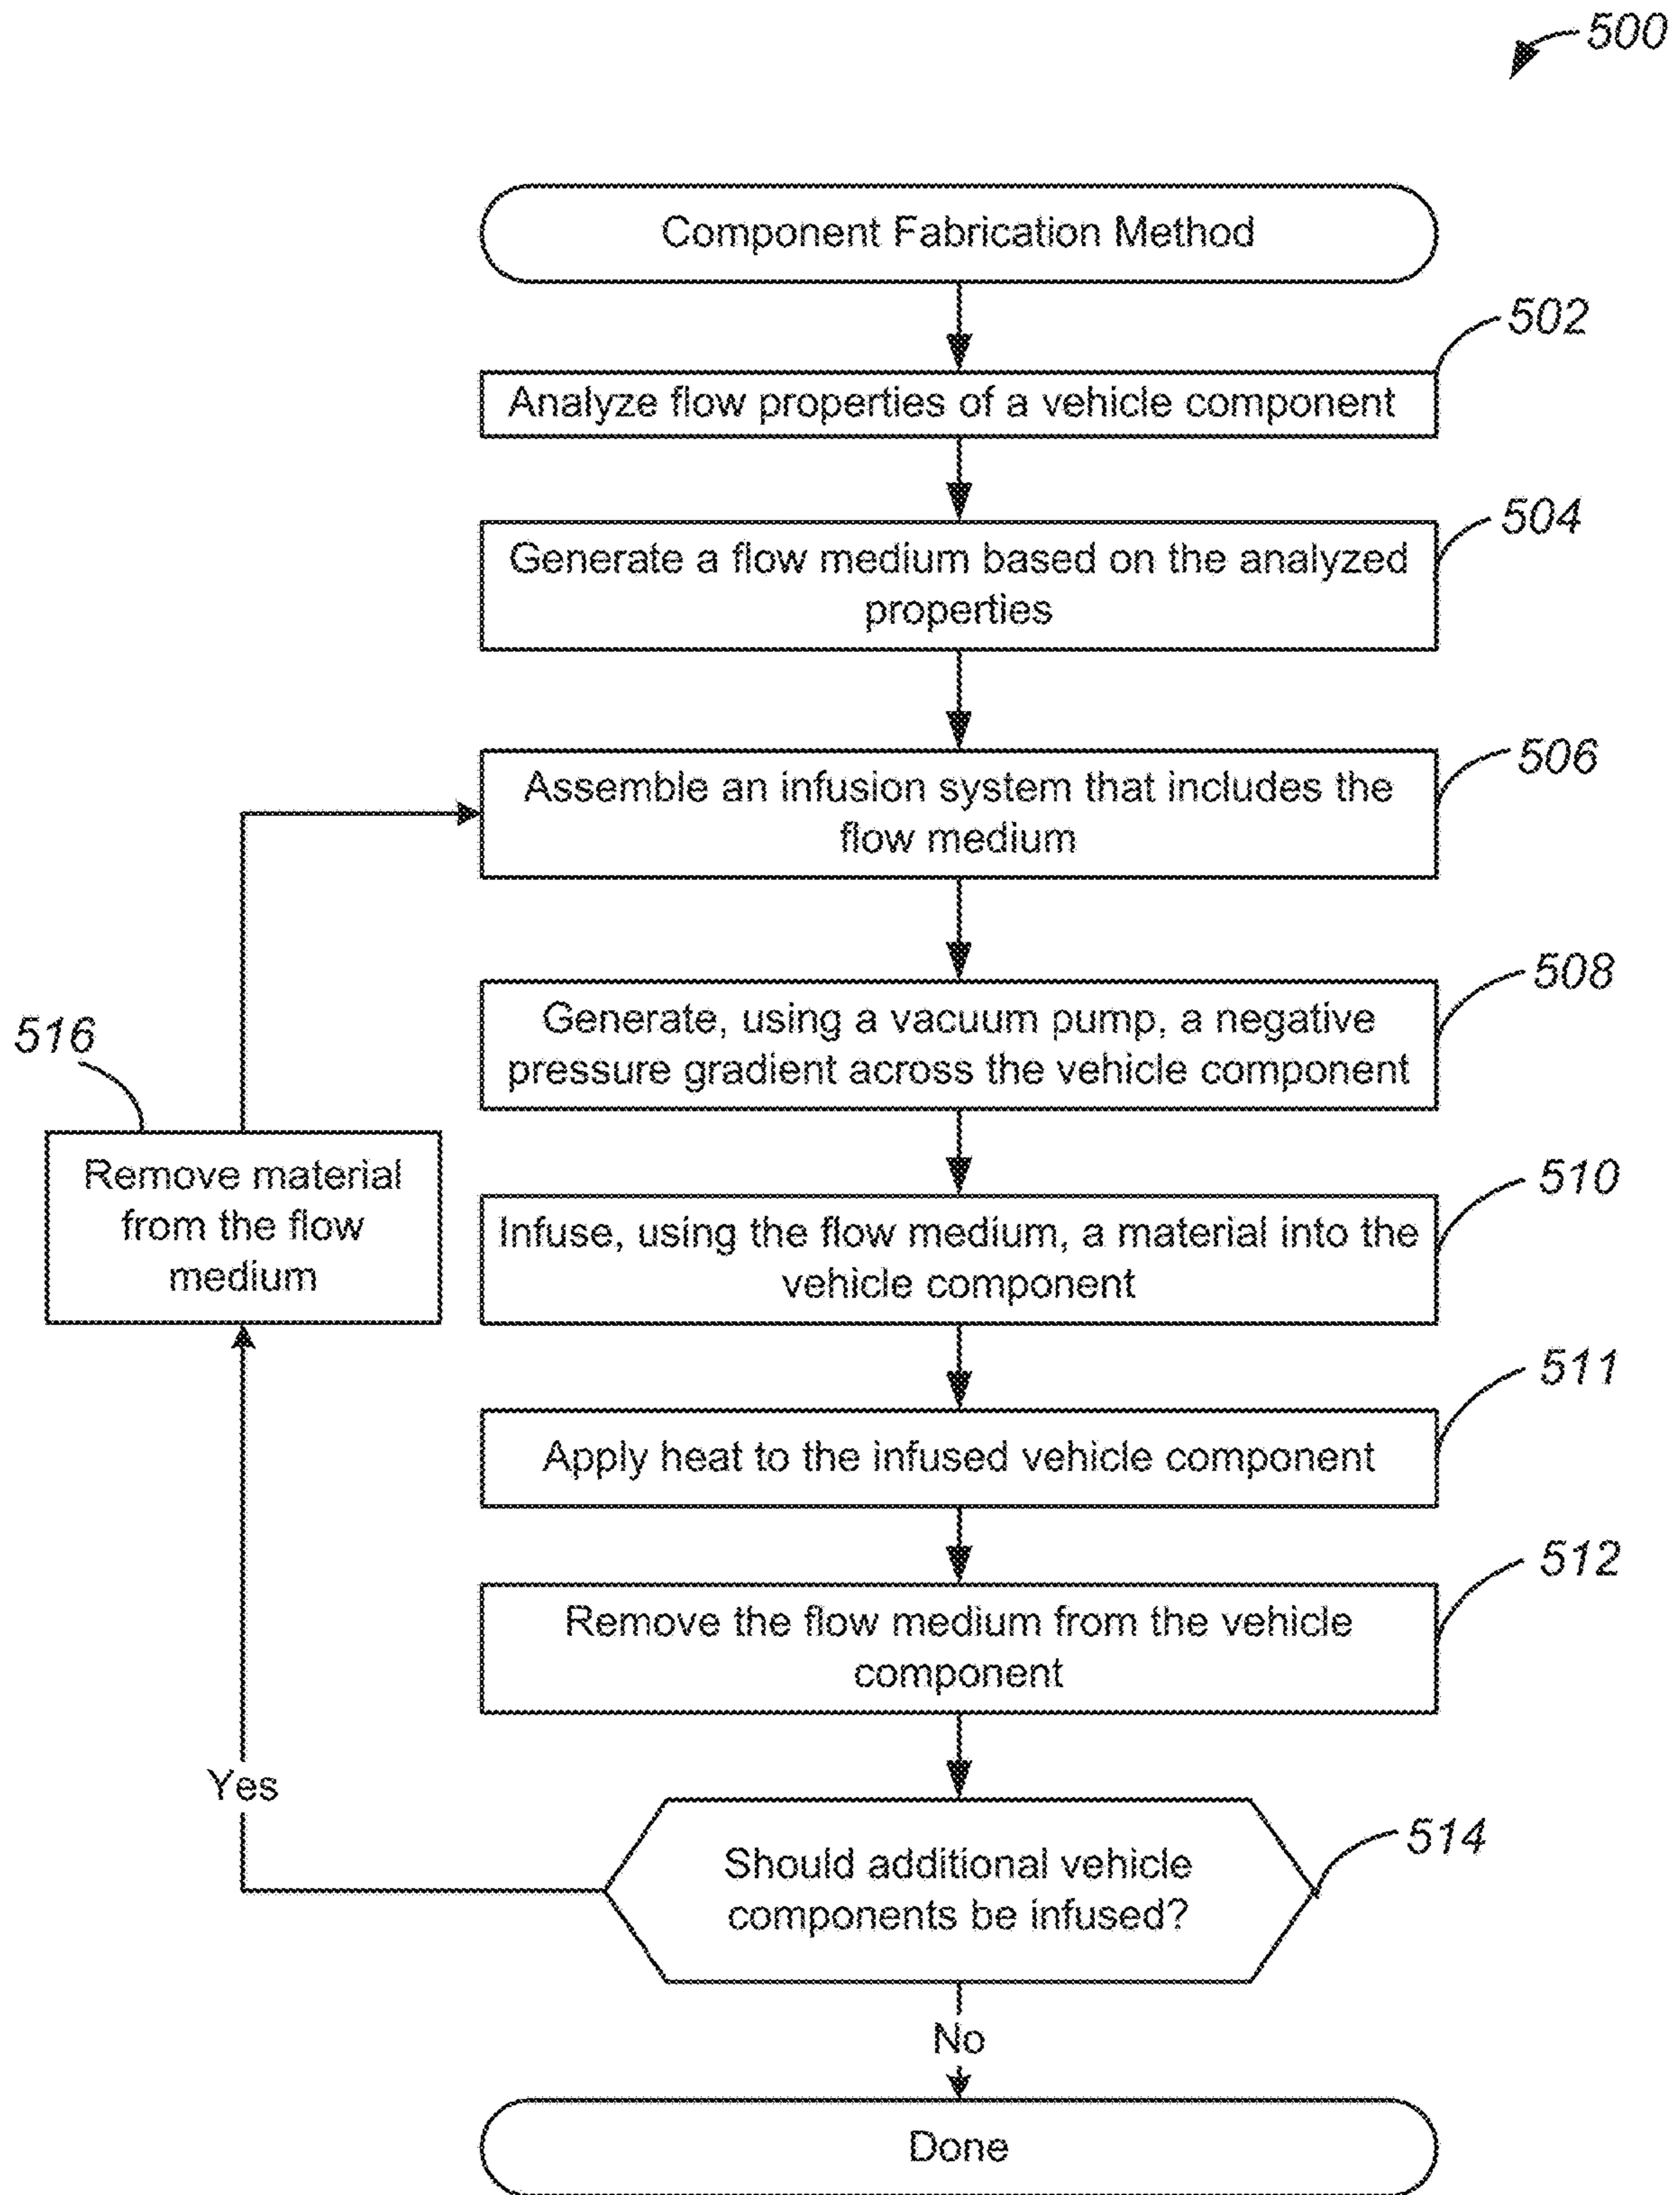 500
Component Fabrication Method
502
Analyze flow properties of a vehicle component
504
Generate a flow medium based on the analyzed
properties
506
Assemble an infusion system that includes the
flow medium
508
Generate, using a vacuum pump, a negative
pressure gradient across the vehicle component
516
Remove material
from the flow
medium
510
Infuse, using the flow medium, a material into the
vehicle component
511
Apply heat to the infused vehicle component
512
Remove the flow medium from the vehicle
component
Yes
514
Should additional vehicle
components be infused?
No
Done